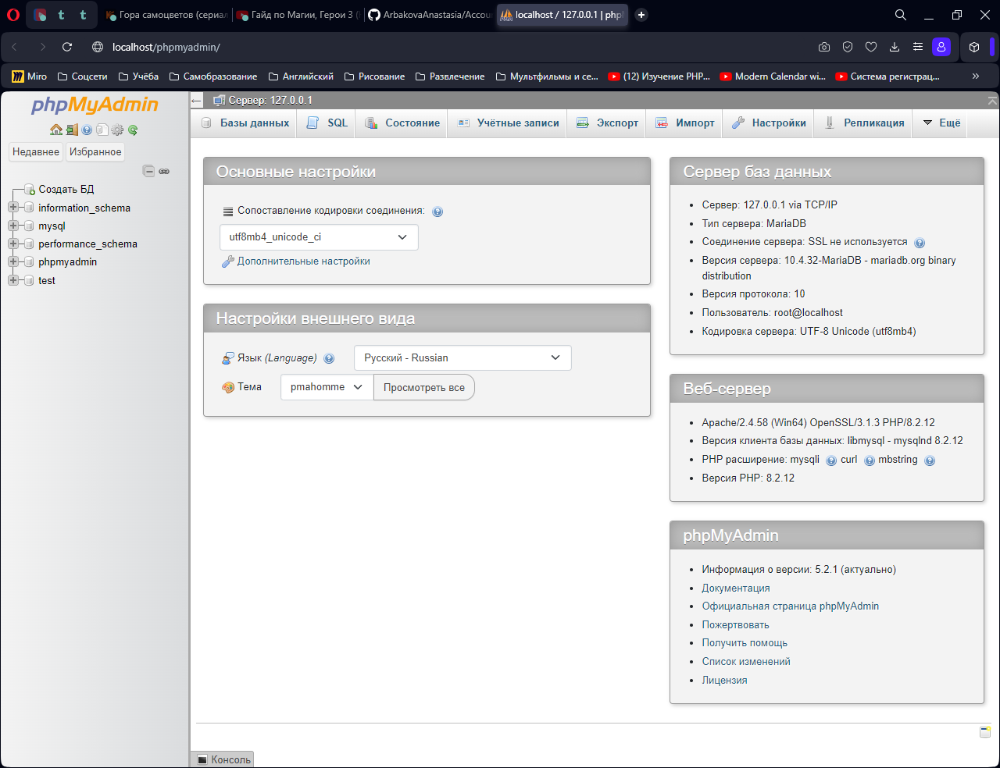 Гора самоцветов (сериал
Гайд по Магии, Герои 3 (
ArbakovaAnastasia/Accou
localhost / 127.0.0.1 | php
localhost/phpmyadmin/
Miro
Соцсети
Учёба
Самобразование
Английский
Рисование
Развлечение
Мультфильмы и се...
(12) Изучение PHP...
Modern Calendar wi...
Система регистрац...
phpMyAdmin
Недавнее
Избранное
Создать БД
information_schema
mysql
performance_schema
phpmyadmin
test
Сервер: 127.0.0.1
Базы данных
SQL
Состояние
Учётные записи
Экспорт
Импорт
Настройки
Репликация
Ещё
Основные настройки
Сопоставление кодировки соединения:
utf8mb4_unicode_ci
Дополнительные настройки
Настройки внешнего вида
Язык (Language)
Русский - Russian
Тема
pmahomme
Просмотреть все
Сервер баз данных
Сервер: 127.0.0.1 via TCP/IP
Тип сервера: MariaDB
Соединение сервера: SSL не используется
Версия сервера: 10.4.32-MariaDB - mariadb.org binary
distribution
Версия протокола: 10
Пользователь: root@localhost
Кодировка сервера: UTF-8 Unicode (utf8mb4)
Веб-сервер
Apache/2.4.58 (Win64) OpenSSL/3.1.3 PHP/8.2.12
Версия клиента базы данных: libmysql - mysqlnd 8.2.12
PHP расширение: mysqli curl mbstring
Версия PHP: 8.2.12
phpMyAdmin
Информация о версии: 5.2.1 (актуально)
Документация
Официальная страница phpMyAdmin
Пожертвовать
Получить помощь
Список изменений
Лицензия
Консоль